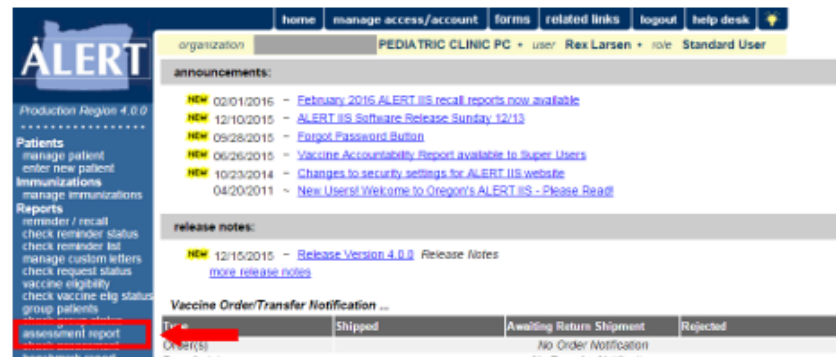 home manage access/account forms related links logout help desk
ALERT
organization PEDIATRIC CLINIC PC • user Rex Larsen • role Standard User
announcements:
Production Region 4.0.0
NEW 02/01/2016 ~ February 2016 ALERT IIS recall reports now available
NEW 12/10/2015 ~ ALERT IIS Software Release Sunday 12/13
NEW 09/28/2015 ~ Forgot Password Button
NEW 06/26/2015 ~ Vaccine Accountability Report available to Super Users
NEW 10/23/2014 ~ Changes to security settings for ALERT IIS website
04/20/2011 ~ New Users! Welcome to Oregon's ALERT IIS - Please Read!
Patients
manage patient
enter new patient
Immunizations
manage immunizations
Reports
reminder / recall
check reminder status
check reminder list
manage custom letters
check request status
vaccine eligibility
check vaccine elig status
group patients
assessment report
release notes:
NEW 12/15/2015 ~ Release Version 4.0.0 Release Notes
more release notes
Vaccine Order/Transfer Notification ...
Type Shipped Awaiting Return Shipment Rejected
Order(s) No Order Notification